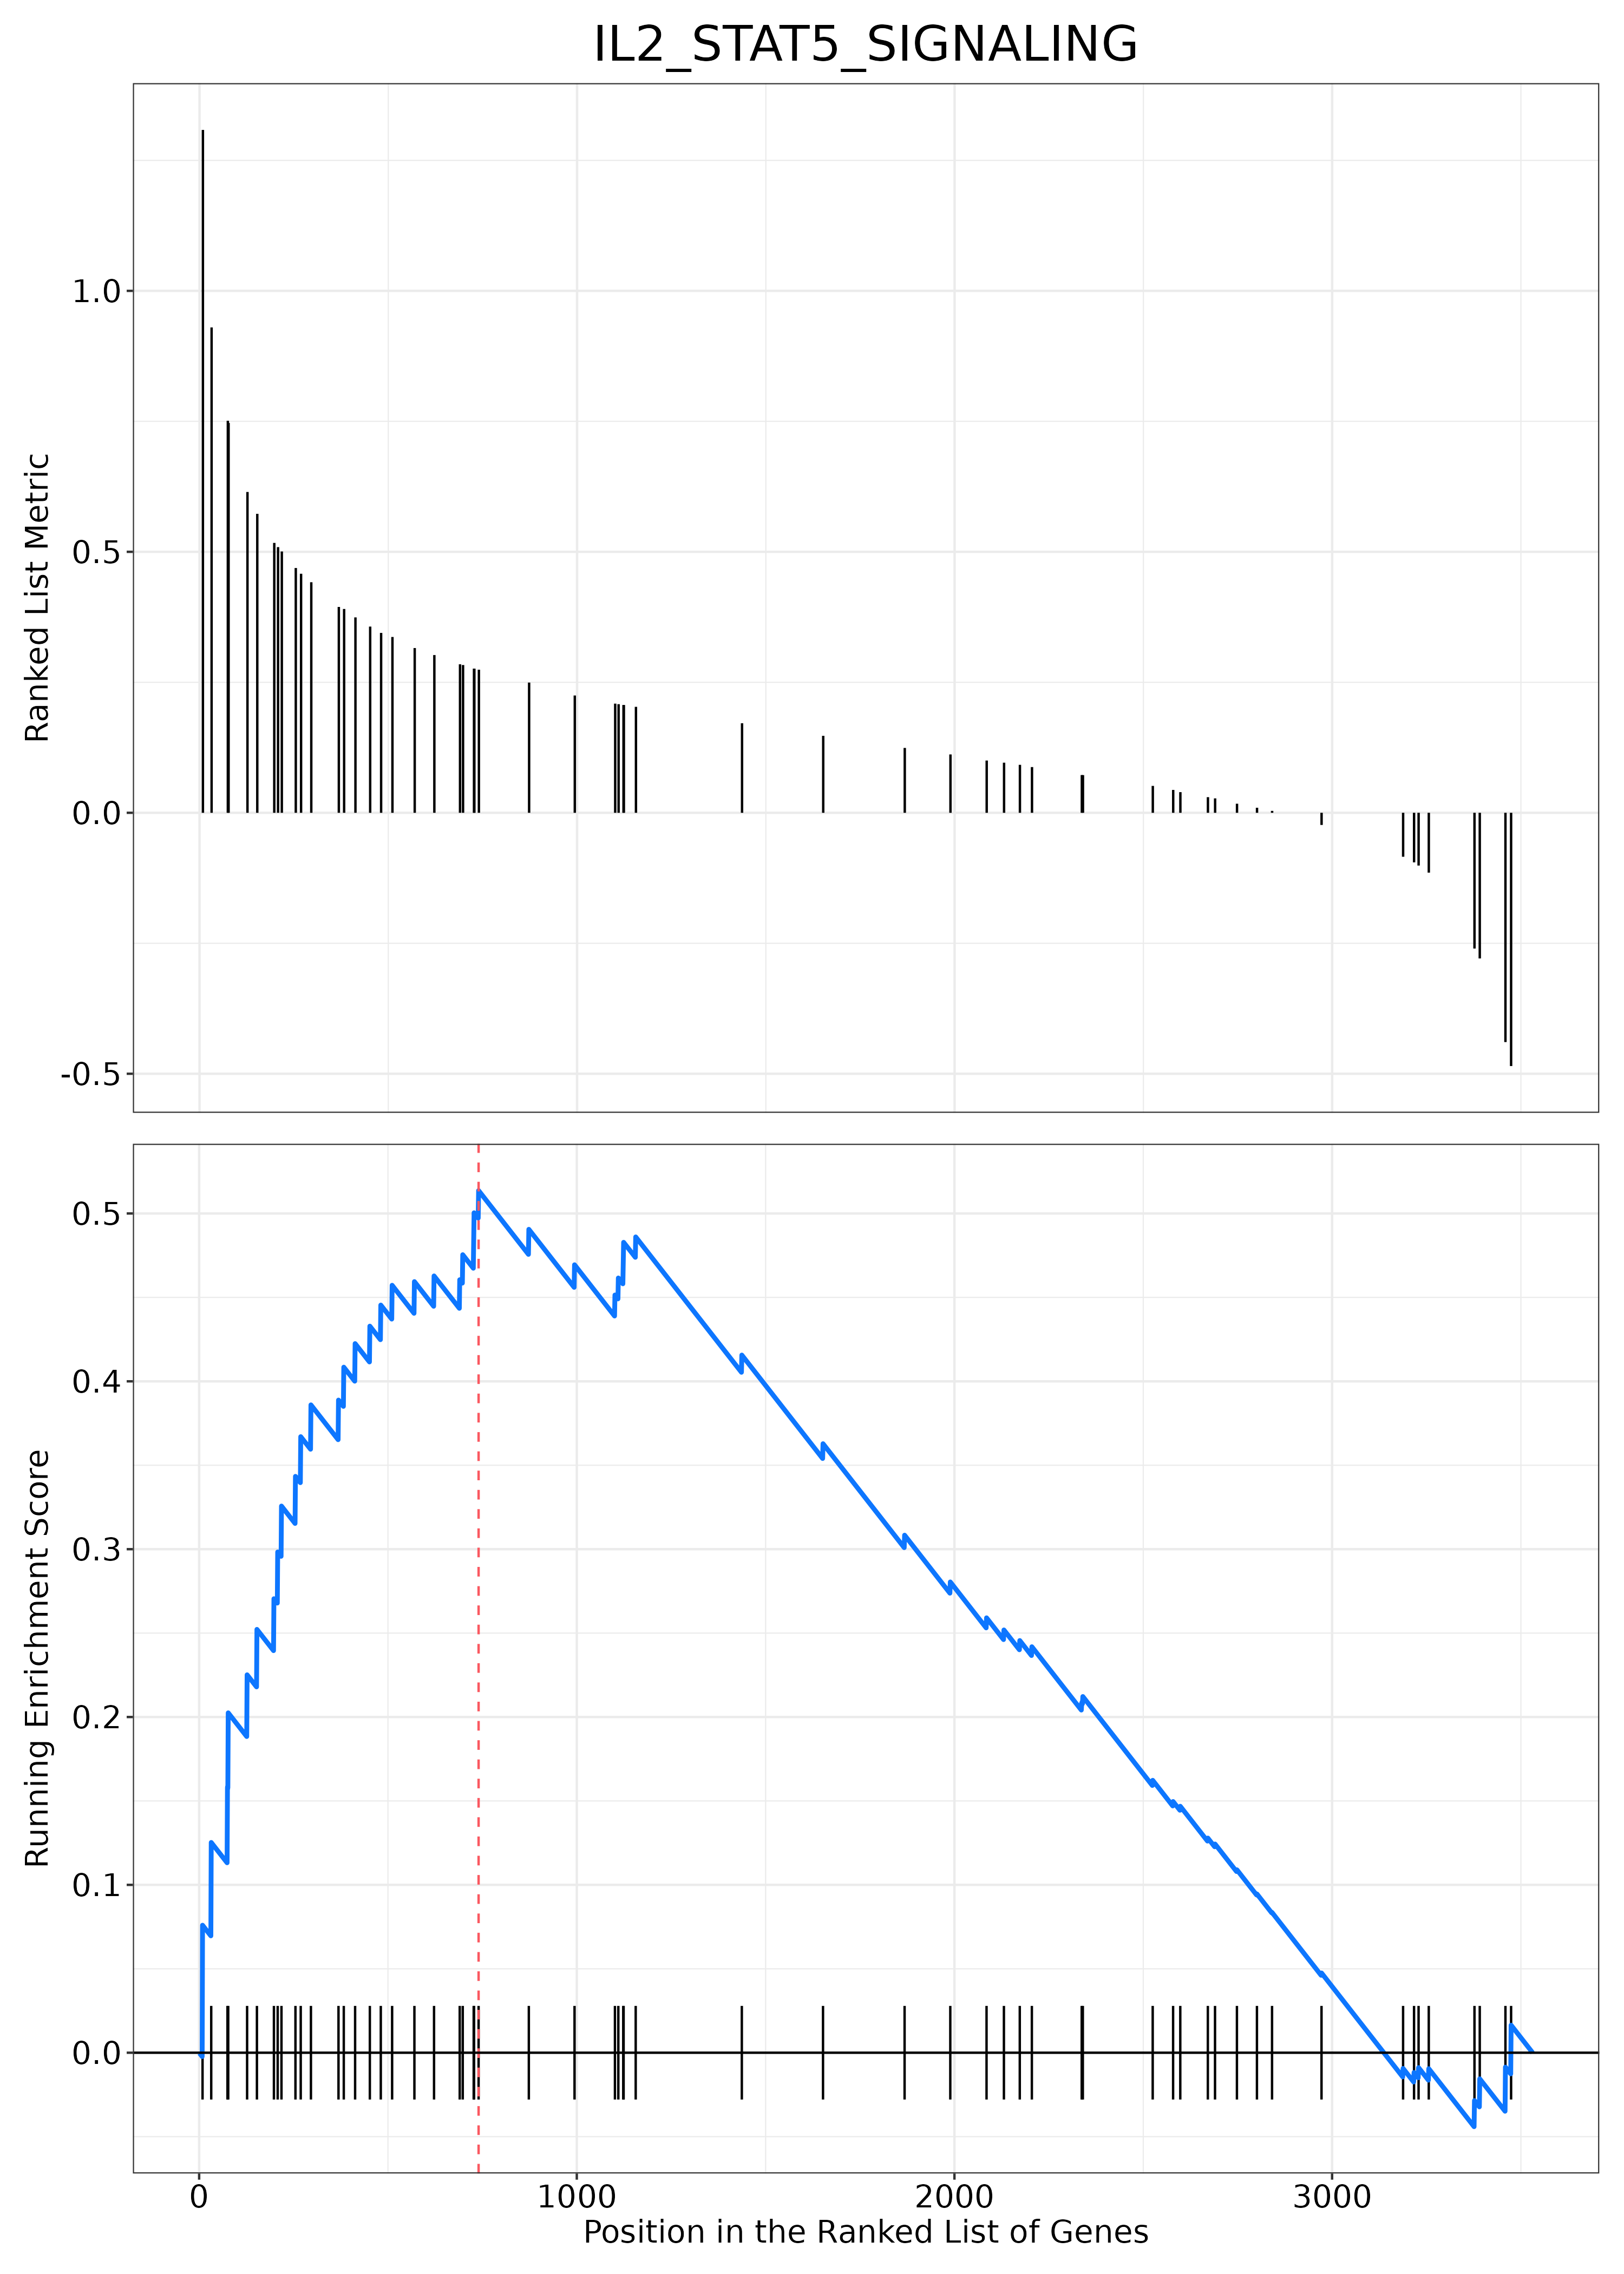 IL2_STAT5_SIGNALING
Ranked List Metric
1.0
0.5
0.0
-0.5
Running Enrichment Score
0.5
0.4
0.3
0.2
0.1
0.0
0 1000 2000 3000
Position in the Ranked List of Genes